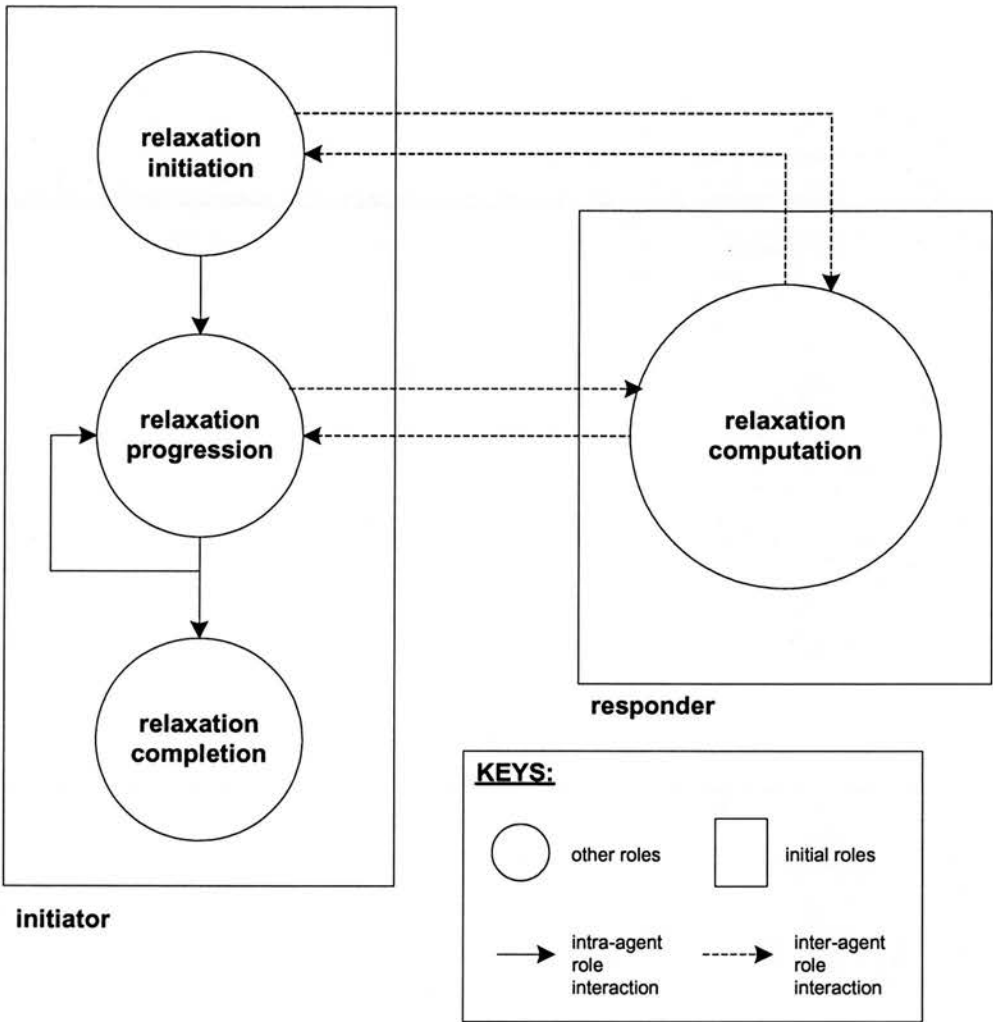 relaxation
initiation
relaxation
progression
relaxation
computation
relaxation
completion
responder
initiator
KEYS:
other roles
initial roles
intra-agent
role
interaction
inter-agent
role
interaction